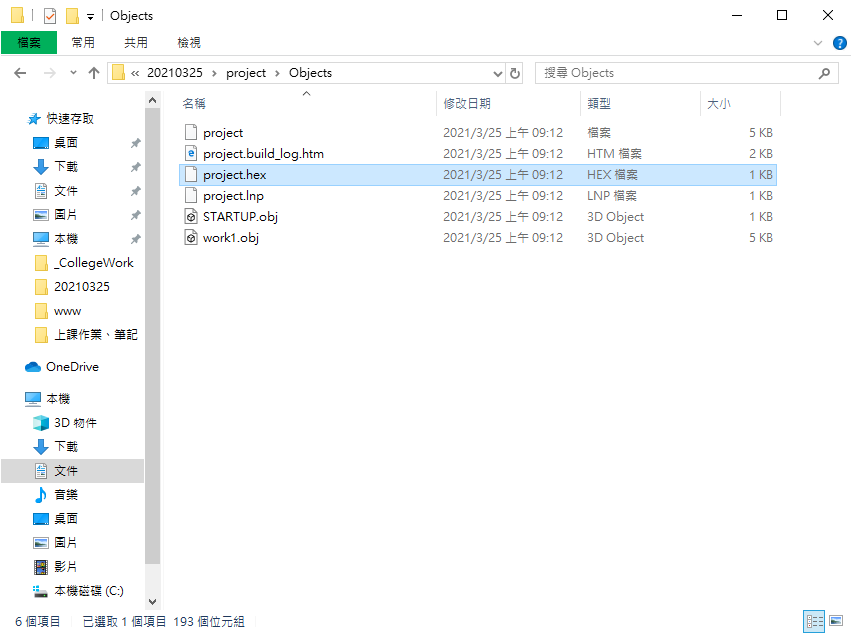 Objects
檔案 常用 共用 檢視
« 20210325 › project › Objects 搜尋 Objects
名稱 修改日期 類型 大小
快速存取
桌面
下載
文件
圖片
本機
_CollegeWork
20210325
www
上課作業、筆記
OneDrive
本機
3D 物件
下載
文件
音樂
桌面
圖片
影片
本機磁碟 (C:)
project 2021/3/25 上午 09:12 檔案 5 KB
project.build_log.htm 2021/3/25 上午 09:12 HTM 檔案 2 KB
project.hex 2021/3/25 上午 09:12 HEX 檔案 1 KB
project.lnp 2021/3/25 上午 09:12 LNP 檔案 1 KB
STARTUP.obj 2021/3/25 上午 09:12 3D Object 1 KB
work1.obj 2021/3/25 上午 09:12 3D Object 5 KB
6 個項目 已選取 1 個項目 193 個位元組